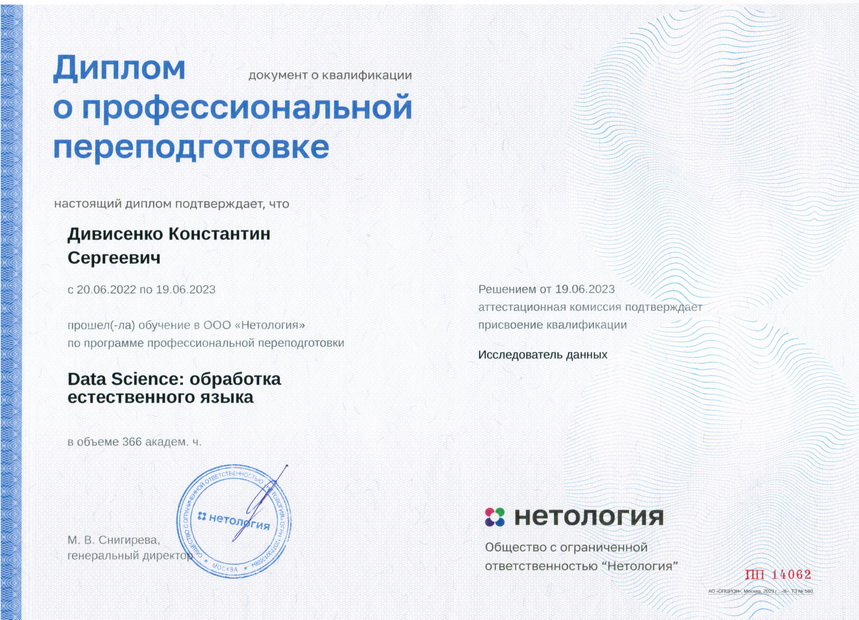 Диплом
документ о квалификации
о профессиональной
переподготовке
настоящий диплом подтверждает, что
Дивисенко Константин
Сергеевич
с 20.06.2022 по 19.06.2023
прошел(-ла) обучение в ООО «Нетология»
по программе профессиональной переподготовки
Data Science: обработка
естественного языка
в объеме 366 академ. ч.
М. В. Снигирева,
генеральный директор
нетология
МОСКВА
Решением от 19.06.2023
аттестационная комиссия подтверждает
присвоение квалификации
Исследователь данных
нетология
Общество с ограниченной
ответственностью “Нетология”
ПП 14062